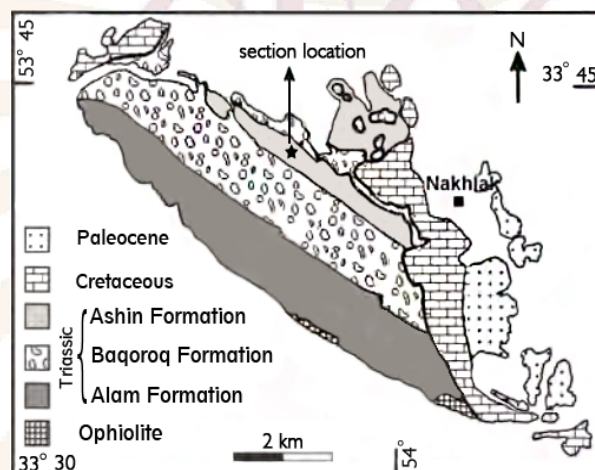 53° 45
section location
N
33° 45
Nakhlak
Paleocene
Cretaceous
Ashin Formation
Triassic
Baqoroq Formation
Alam Formation
Ophiolite
2 km
33° 30
54°